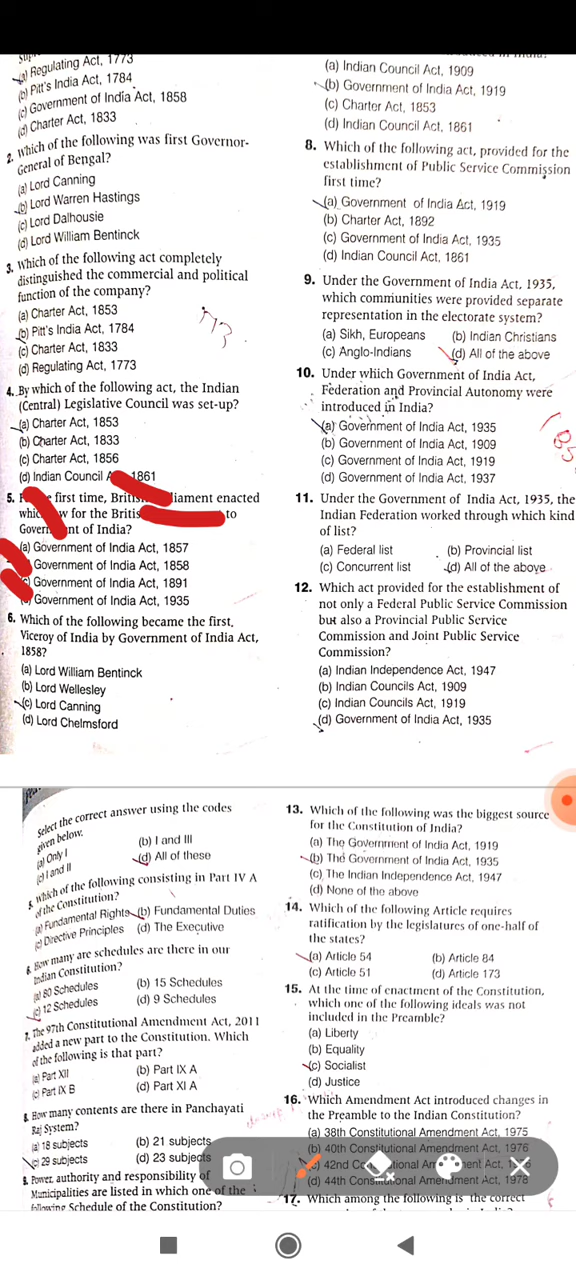 (a) Regulating Act, 1773
(b) Pitt's India Act, 1784
(c) Government of India Act, 1858
(d) Charter Act, 1833
2. Which of the following was first Governor-
General of Bengal?
(a) Lord Canning
(b) Lord Warren Hastings
(c) Lord Dalhousie
(d) Lord William Bentinck
3. Which of the following act completely
distinguished the commercial and political
function of the company?
(a) Charter Act, 1853
(b) Pitt's India Act, 1784
(c) Charter Act, 1833
(d) Regulating Act, 1773
4. By which of the following act, the Indian
(Central) Legislative Council was set-up?
(a) Charter Act, 1853
(b) Charter Act, 1833
(c) Charter Act, 1856
(d) Indian Council 1861
5. first time, enacted
for the to
of India?
(a) Government of India Act, 1857
Government of India Act, 1858
Government of India Act, 1891
Government of India Act, 1935
6. Which of the following became the first,
Viceroy of India by Government of India Act,
1858?
(a) Lord William Bentinck
(b) Lord Wellesley
(c) Lord Canning
(d) Lord Chelmsford
(a) Indian Council Act, 1909
(b) Government of India Act, 1919
(c) Charter Act, 1853
(d) Indian Council Act, 1861
8. Which of the following act, provided for the
establishment of Public Service Commission
first time?
(a) Government of India Act, 1919
(b) Charter Act, 1892
(c) Government of India Act, 1935
(d) Indian Council Act, 1861
9. Under the Government of India Act, 1935,
which communities were provided separate
representation in the electorate system?
(a) Sikh, Europeans (b) Indian Christians
(c) Anglo-Indians (d) All of the above
10. Under which Government of India Act,
Federation and Provincial Autonomy were
introduced in India?
(a) Government of India Act, 1935
(b) Government of India Act, 1909
(c) Government of India Act, 1919
(d) Government of India Act, 1937
11. Under the Government of India Act, 1935, the
Indian Federation worked through which kind
of list?
(a) Federal list (b) Provincial list
(c) Concurrent list (d) All of the above
12. Which act provided for the establishment of
not only a Federal Public Service Commission
but also a Provincial Public Service
Commission and Joint Public Service
Commission?
(a) Indian Independence Act, 1947
(b) Indian Councils Act, 1909
(c) Indian Councils Act, 1919
(d) Government of India Act, 1935
Select the correct answer using the codes
given below.
(a) Only I (b) I and III
(c) I and II (d) All of these
5. Which of the following consisting in Part IV A
of the Constitution?
(a) Fundamental Rights (b) Fundamental Duties
(c) Directive Principles (d) The Executive
6. How many are schedules are there in our
Indian Constitution?
(a) 80 Schedules (b) 15 Schedules
(c) 12 Schedules (d) 9 Schedules
7. The 97th Constitutional Amendment Act, 2011
added a new part to the Constitution. Which
of the following is that part?
(a) Part XII (b) Part IX A
(c) Part IX B (d) Part XI A
8. How many contents are there in Panchayati
Raj System?
(a) 18 subjects (b) 21 subjects
(c) 29 subjects (d) 23 subjects
9. Power, authority and responsibility of
Municipalities are listed in which one of the
following Schedule of the Constitution?
13. Which of the following was the biggest source
for the Constitution of India?
(a) The Government of India Act, 1919
(b) The Government of India Act, 1935
(c) The Indian Independence Act, 1947
(d) None of the above
14. Which of the following Article requires
ratification by the legislatures of one-half of
the states?
(a) Article 54 (b) Article 84
(c) Article 51 (d) Article 173
15. At the time of enactment of the Constitution,
which one of the following ideals was not
included in the Preamble?
(a) Liberty
(b) Equality
(c) Socialist
(d) Justice
16. Which Amendment Act introduced changes in
the Preamble to the Indian Constitution?
(a) 38th Constitutional Amendment Act, 1975
(b) 40th Constitutional Amendment Act, 1976
42nd Act,
(d) 44th Constitutional Amendment Act, 1978
17. Which among the following is the correct